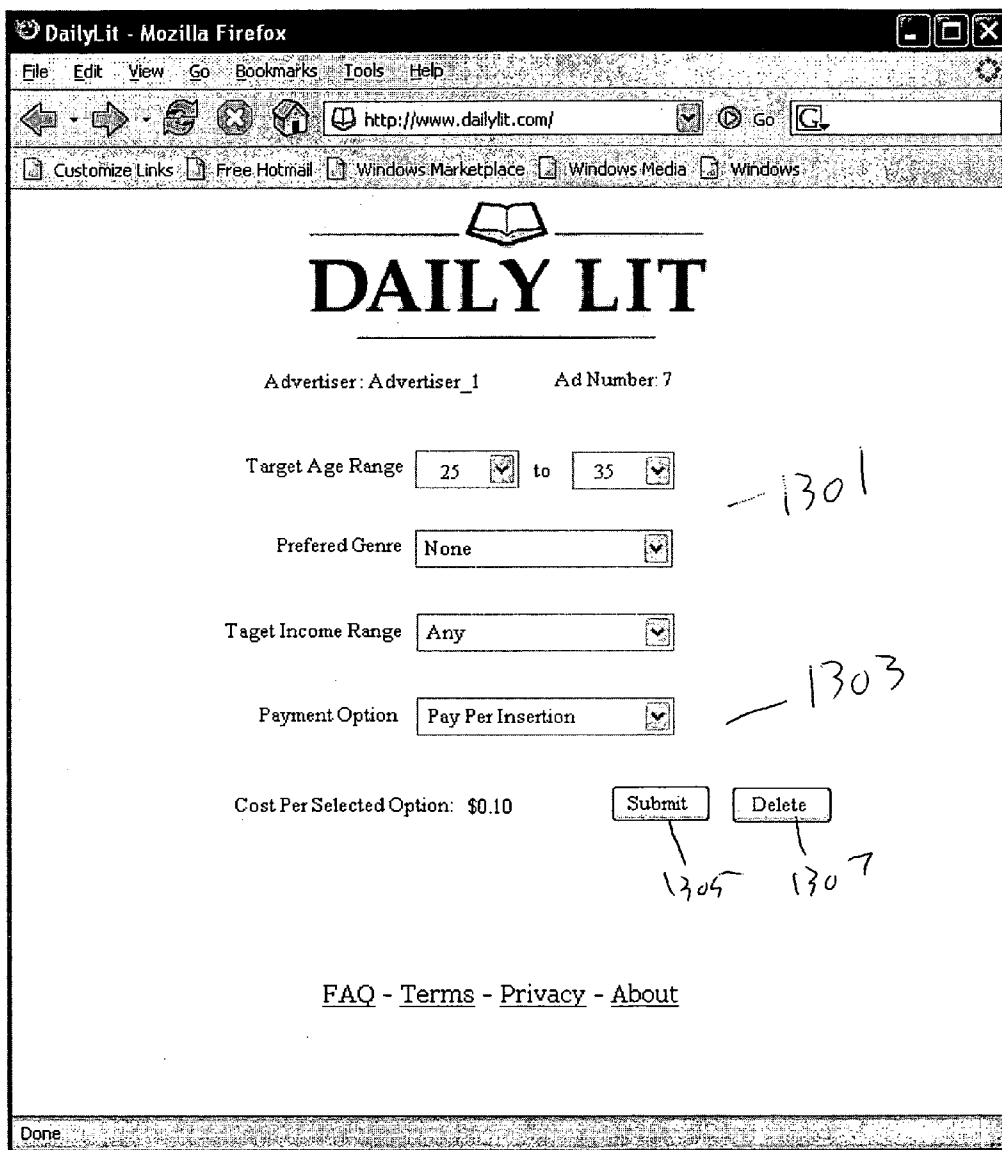 DailyLit - Mozilla Firefox
File Edit View Go Bookmarks Tools Help
http://www.dailylit.com/ Go G
Customize Links Free Hotmail Windows Marketplace Windows Media Windows
DAILY LIT
Advertiser: Advertiser_1 Ad Number: 7
Target Age Range 25 to 35
1301
Prefered Genre None
Taget Income Range Any
1303
Payment Option Pay Per Insertion
Cost Per Selected Option: $0.10 Submit Delete
1305 1307
FAQ - Terms - Privacy - About
Done